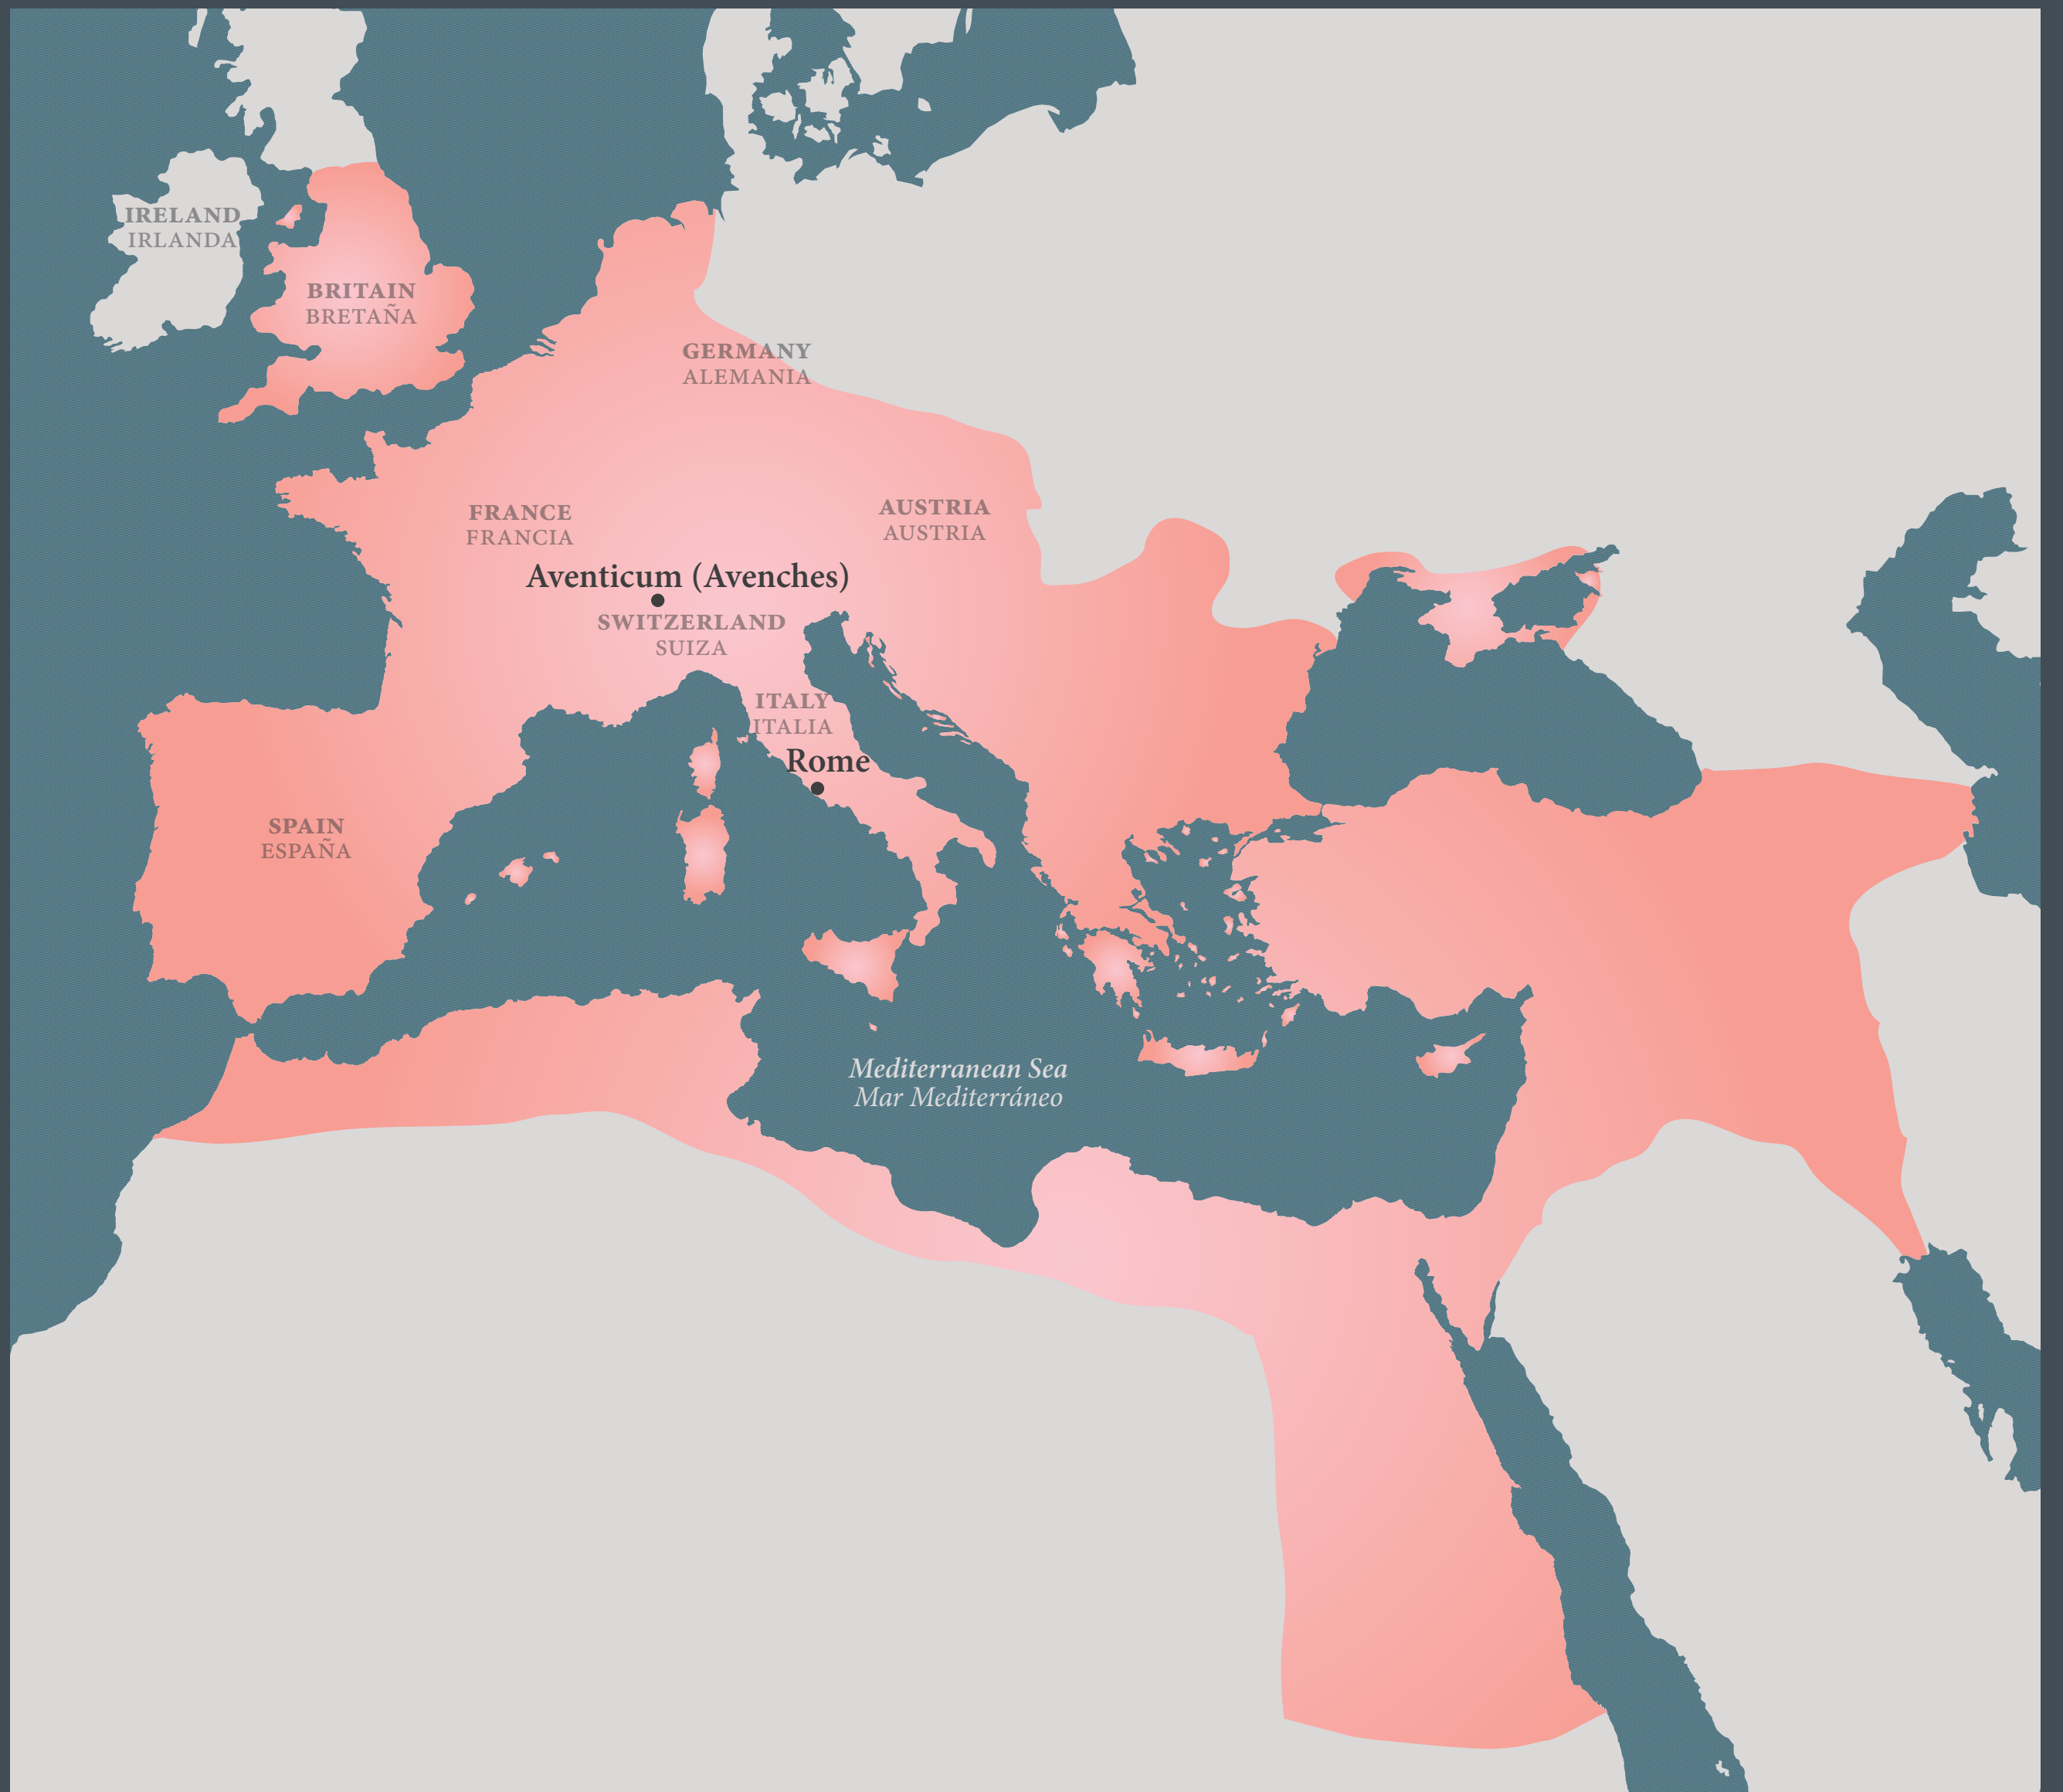 IRELAND
IRLANDA
BRITAIN
BRETAÑA
GERMANY
ALEMANIA
FRANCE
FRANCIA
AUSTRIA
AUSTRIA
Aventicum (Avenches)
SWITZERLAND
SUIZA
ITALY
ITALIA
Rome
SPAIN
ESPAÑA
Mediterranean Sea
Mar Mediterráneo